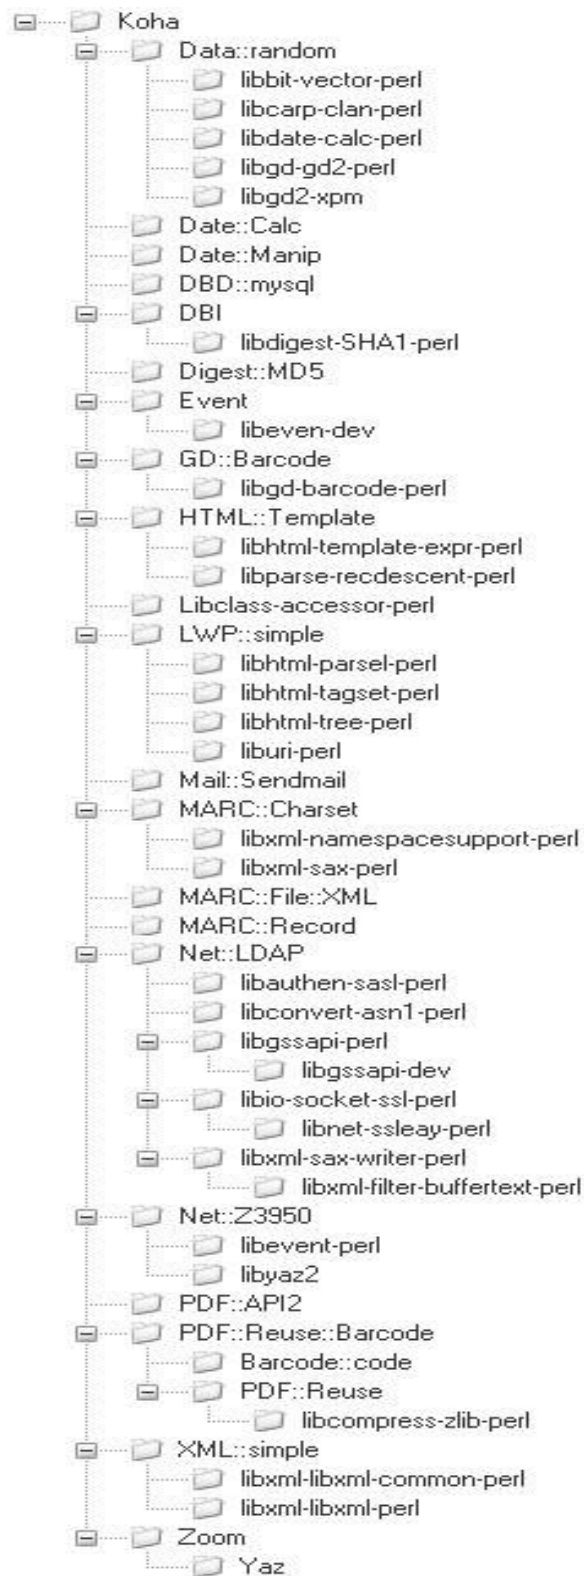 Koha
Data::random
libbit-vector-perl
libcarp-clan-perl
libdate-calc-perl
libgd-gd2-perl
libgd2-xpm
Date::Calc
Date::Manip
DBD::mysql
DBI
libdigest-SHA1-perl
Digest::MD5
Event
libeven-dev
GD::Barcode
libgd-barcode-perl
HTML::Template
libhtml-template-expr-perl
libparse-recdescent-perl
Libclass-accessor-perl
LWP::simple
libhtml-parsel-perl
libhtml-tagset-perl
libhtml-tree-perl
liburi-perl
Mail::Sendmail
MARC::Charset
libxml-namespacesupport-perl
libxml-sax-perl
MARC::File::XML
MARC::Record
Net::LDAP
libauthen-sasl-perl
libconvert-asn1-perl
libgssapi-perl
libgssapi-dev
libio-socket-ssl-perl
libnet-ssleay-perl
libxml-sax-writer-perl
libxml-filter-buffertext-perl
Net::Z3950
libevent-perl
libyaz2
PDF::API2
PDF::Reuse::Barcode
Barcode::code
PDF::Reuse
libcompress-zlib-perl
XML::simple
libxml-libxml-common-perl
libxml-libxml-perl
Zoom
Yaz